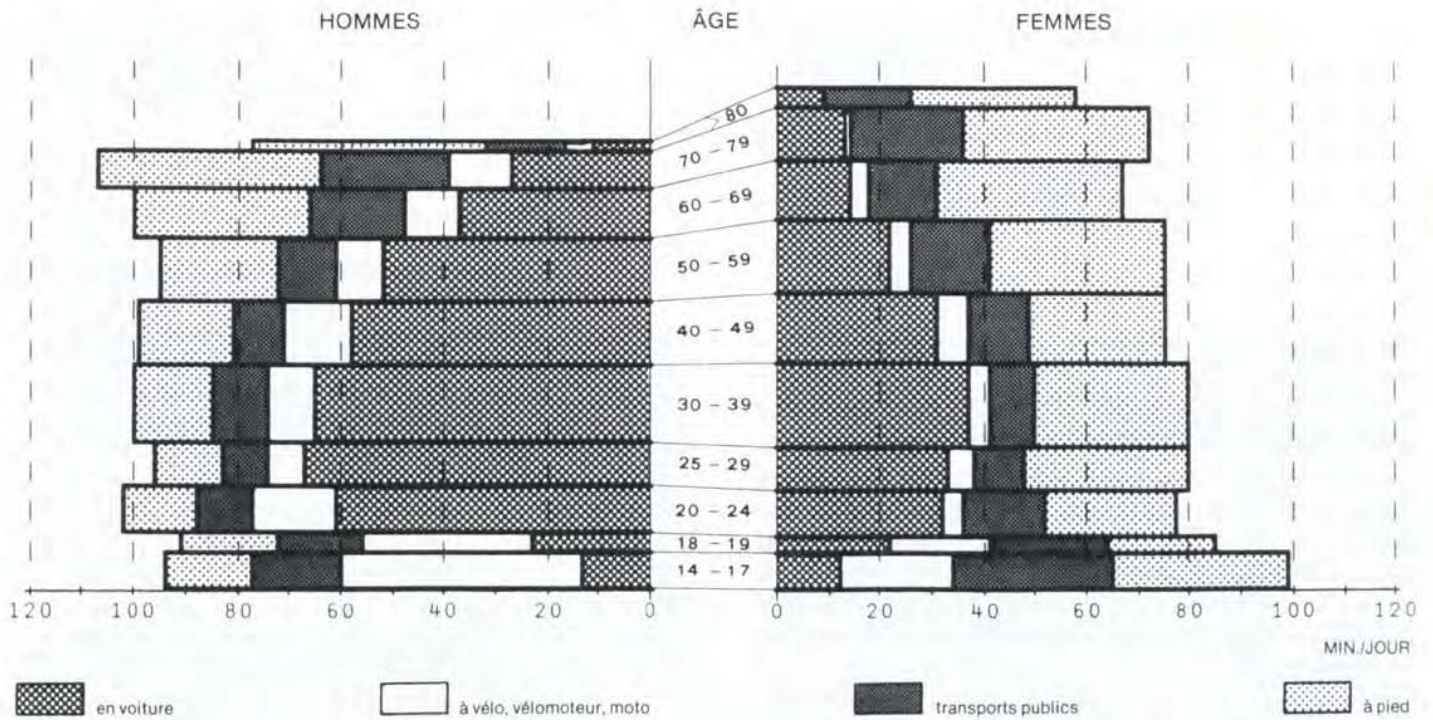 HOMMES ÂGE FEMMES
> 80
70 – 79
60 – 69
50 – 59
40 – 49
30 – 39
25 – 29
20 – 24
18 – 19
14 – 17
120 100 80 60 40 20 0 0 20 40 60 80 100 120
MIN./JOUR
en voiture à vélo, vélomoteur, moto transports publics à pied